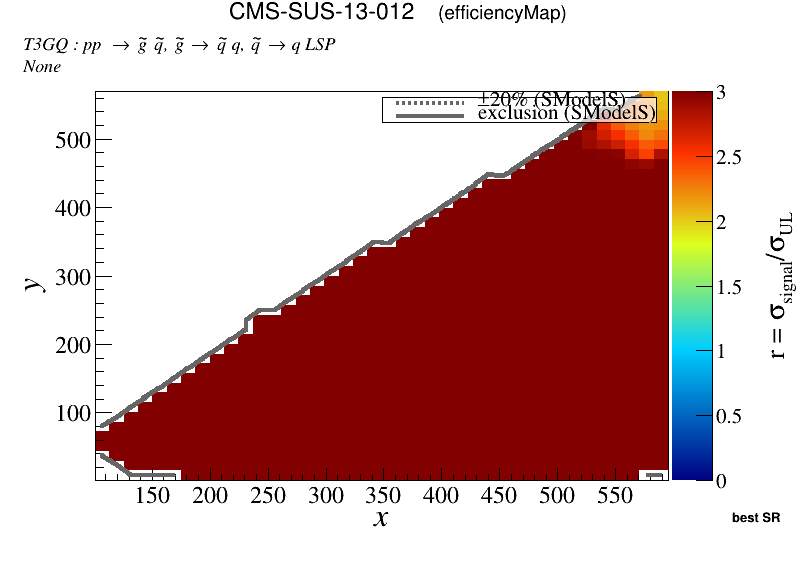 CMS-SUS-13-012 (efficiencyMap)
T3GQ : pp → g̃ q̃, g̃ → q̃ q, q̃ → q LSP
None
±20% (SModelS)
exclusion (SModelS)
500
400
300
200
100
y
150 200 250 300 350 400 450 500 550
x
3
2.5
2
1.5
1
0.5
0
r = σ_signal/σ_UL
best SR